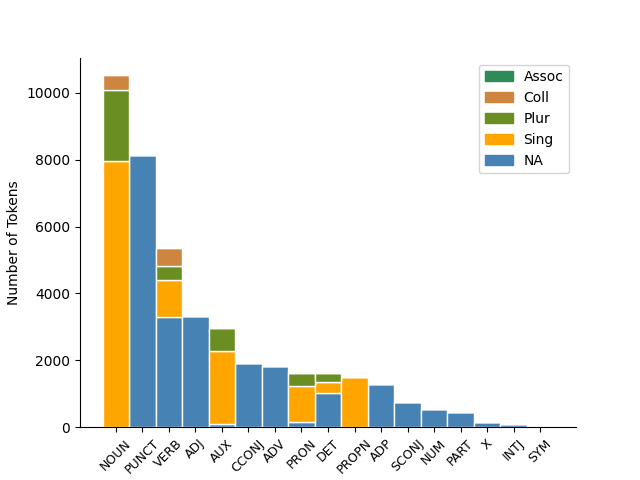 Assoc
Coll
Plur
Sing
NA
Number of Tokens
10000
8000
6000
4000
2000
0
NOUN
PUNCT
VERB
ADJ
AUX
CCONJ
ADV
PRON
DET
PROPN
ADP
SCONJ
NUM
PART
X
INTJ
SYM